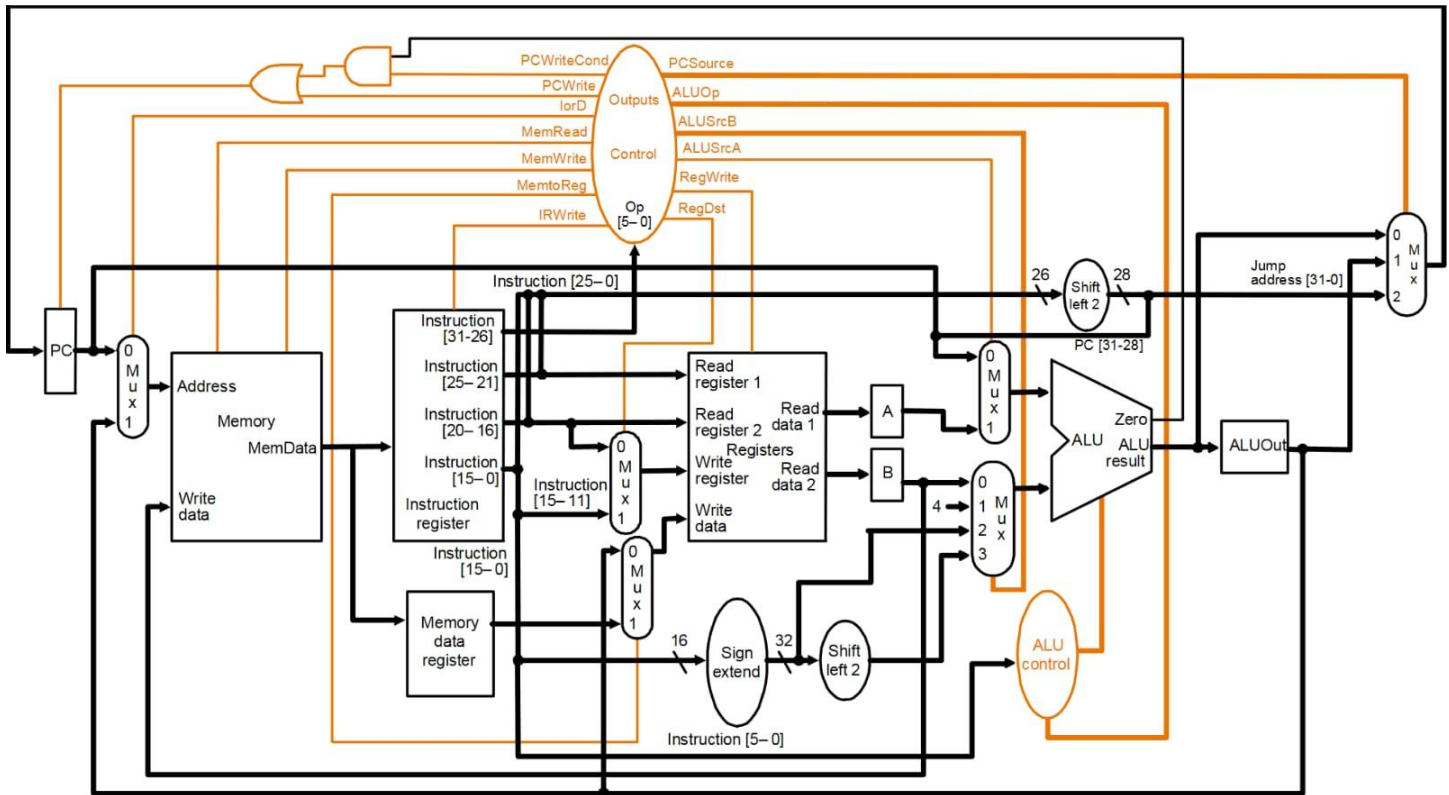 PCWriteCond
PCWrite
IorD
MemRead
MemWrite
MemtoReg
IRWrite
Outputs
Control
Op
[5–0]
PCSource
ALUOp
ALUSrcB
ALUSrcA
RegWrite
RegDst
PC
0
M
u
x
1
Address
Memory
MemData
Write
data
Instruction
[31-26]
Instruction
[25–21]
Instruction
[20–16]
Instruction
[15–0]
Instruction
register
Instruction [25–0]
26
Shift
left 2
28
Jump
address [31-0]
PC [31-28]
0
1
2
M
u
x
0
M
u
x
1
Instruction
[15–11]
Instruction
[15–0]
0
M
u
x
1
Memory
data
register
Read
register 1
Read
register 2
Registers
Write
register
Write
data
Read
data 1
Read
data 2
A
B
0
M
u
x
1
4
0
1
2
3
M
u
x
ALU
Zero
ALU
result
ALUOut
16
Sign
extend
32
Shift
left 2
ALU
control
Instruction [5–0]